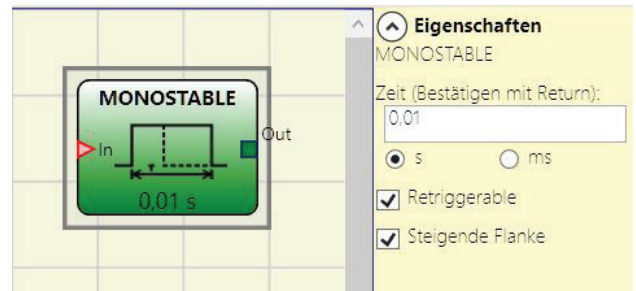 MONOSTABLE
In
Out
0,01 s
Eigenschaften
MONOSTABLE
Zeit (Bestätigen mit Return):
0,01
s
ms
Retriggerable
Steigende Flanke